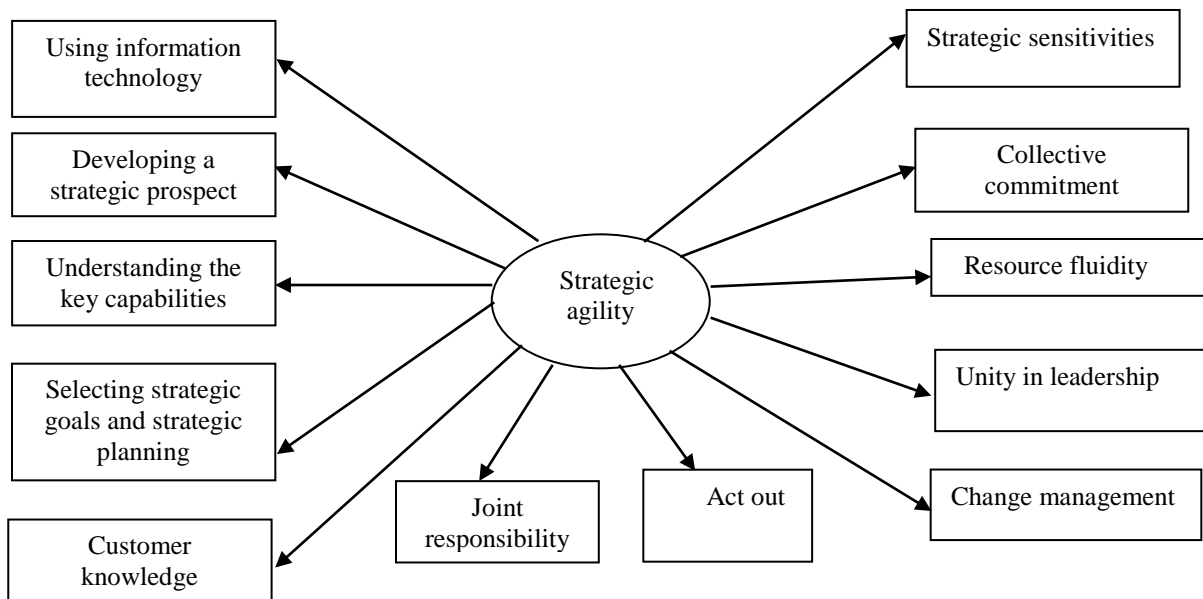 Using information
technology
Developing a
strategic prospect
Understanding the
key capabilities
Selecting strategic
goals and strategic
planning
Customer
knowledge
Strategic
agility
Joint
responsibility
Act out
Strategic sensitivities
Collective
commitment
Resource fluidity
Unity in leadership
Change management